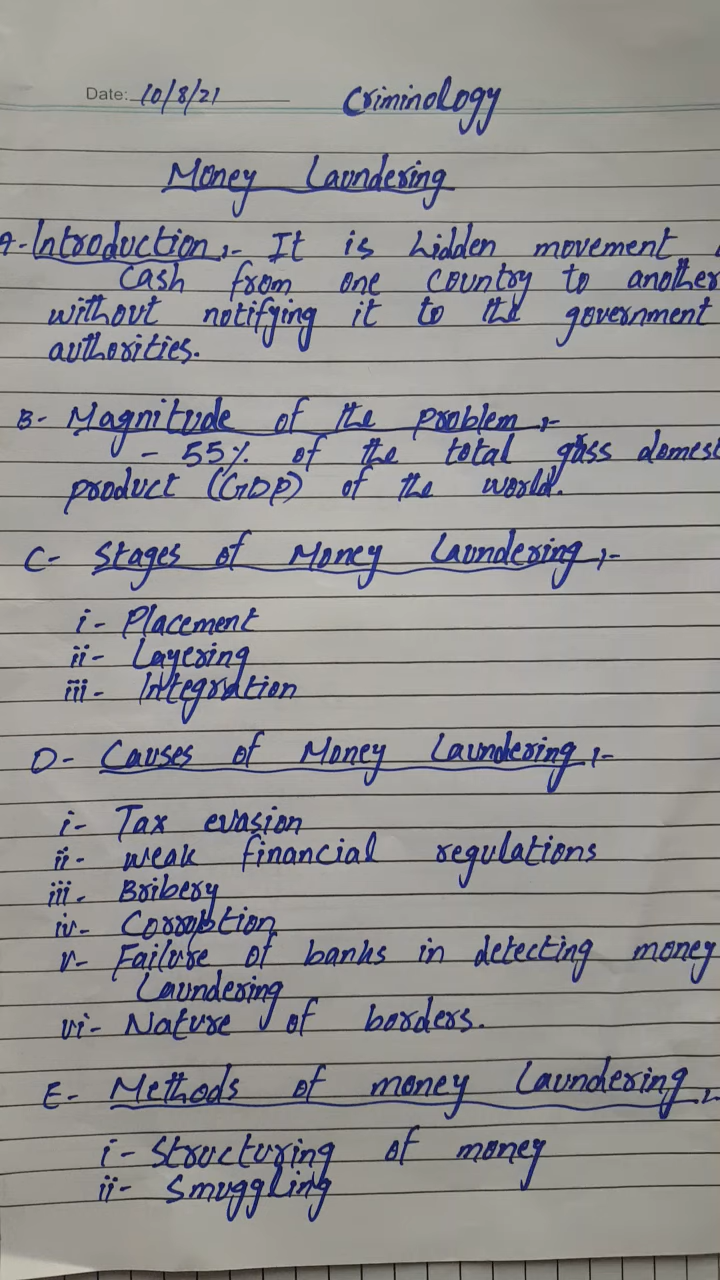 Date: 10/8/21 Criminology
Money Laundering
A- Introduction :- It is hidden movement
cash from one country to another
without notifying it to the government
authorities.
B- Magnitude of the problem :-
- 55% of the total gross domest
product (GDP) of the world.
C- Stages of Money Laundering :-
i- Placement
ii- Layering
iii- Integration
D- Causes of Money Laundering :-
i- Tax evasion
ii- weak financial regulations
iii- Bribery
iv- Corruption
v- Failure of banks in detecting money
Laundering
vi- Nature of borders.
E- Methods of money Laundering :-
i- Structuring of money
ii- Smuggling